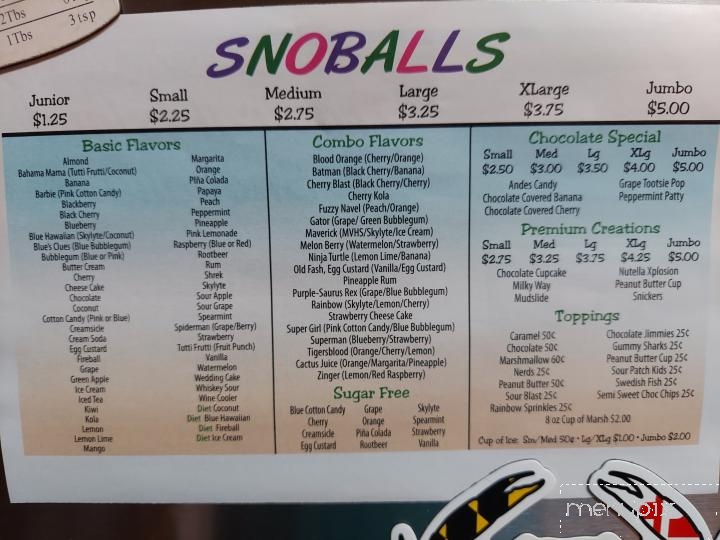 2Tbs 3 tsp
1Tbs
SNOBALLS
Junior Small Medium Large XLarge Jumbo
$1.25 $2.25 $2.75 $3.25 $3.75 $5.00
Basic Flavors
Almond
Bahama Mama (Tutti Frutti/Coconut)
Banana
Barbie (Pink Cotton Candy)
Blackberry
Black Cherry
Blueberry
Blue Hawaiian (Skylyte/Coconut)
Blue's Clues (Blue Bubblegum)
Bubblegum (Blue or Pink)
Butter Cream
Cherry
Cheese Cake
Chocolate
Coconut
Cotton Candy (Pink or Blue)
Creamsicle
Cream Soda
Egg Custard
Fireball
Grape
Green Apple
Ice Cream
Iced Tea
Kiwi
Kola
Lemon
Lemon Lime
Mango
Margarita
Orange
Piña Colada
Papaya
Peach
Peppermint
Pineapple
Pink Lemonade
Raspberry (Blue or Red)
Rootbeer
Rum
Shrek
Skylyte
Sour Apple
Sour Grape
Spearmint
Spiderman (Grape/Berry)
Strawberry
Tutti Frutti (Fruit Punch)
Vanilla
Watermelon
Wedding Cake
Whiskey Sour
Wine Cooler
Diet Coconut
Diet Blue Hawaiian
Diet Fireball
Diet Ice Cream
Combo Flavors
Blood Orange (Cherry/Orange)
Batman (Black Cherry/Banana)
Cherry Blast (Black Cherry/Cherry)
Cherry Kola
Fuzzy Navel (Peach/Orange)
Gator (Grape/ Green Bubblegum)
Maverick (MVHS/Skylyte/Ice Cream)
Melon Berry (Watermelon/Strawberry)
Ninja Turtle (Lemon Lime/Banana)
Old Fash, Egg Custard (Vanilla/Egg Custard)
Pineapple Rum
Purple-Saurus Rex (Grape/Blue Bubblegum)
Rainbow (Skylyte/Lemon/Cherry)
Strawberry Cheese Cake
Super Girl (Pink Cotton Candy/Blue Bubblegum)
Superman (Blueberry/Strawberry)
Tigersblood (Orange/Cherry/Lemon)
Cactus Juice (Orange/Margarita/Pineapple)
Zinger (Lemon/Red Raspberry)
Sugar Free
Blue Cotton Candy Grape Skylyte
Cherry Orange Spearmint
Creamsicle Piña Colada Strawberry
Egg Custard Rootbeer Vanilla
Chocolate Special
Small Med Lg XLg Jumbo
$2.50 $3.00 $3.50 $4.00 $5.00
Andes Candy Grape Tootsie Pop
Chocolate Covered Banana Peppermint Patty
Chocolate Covered Cherry
Premium Creations
Small Med Lg XLg Jumbo
$2.75 $3.25 $3.75 $4.25 $5.00
Chocolate Cupcake Nutella Xplosion
Milky Way Peanut Butter Cup
Mudslide Snickers
Toppings
Caramel 50¢ Chocolate Jimmies 25¢
Chocolate 50¢ Gummy Sharks 25¢
Marshmallow 60¢ Peanut Butter Cup 25¢
Nerds 25¢ Sour Patch Kids 25¢
Peanut Butter 50¢ Swedish Fish 25¢
Sour Blast 25¢ Semi Sweet Choc Chips 25¢
Rainbow Sprinkles 25¢
8 oz Cup of Marsh $2.00
Cup of Ice: Sm/Med 50¢ • Lg/XLg $1.00 • Jumbo $2.00
menupix